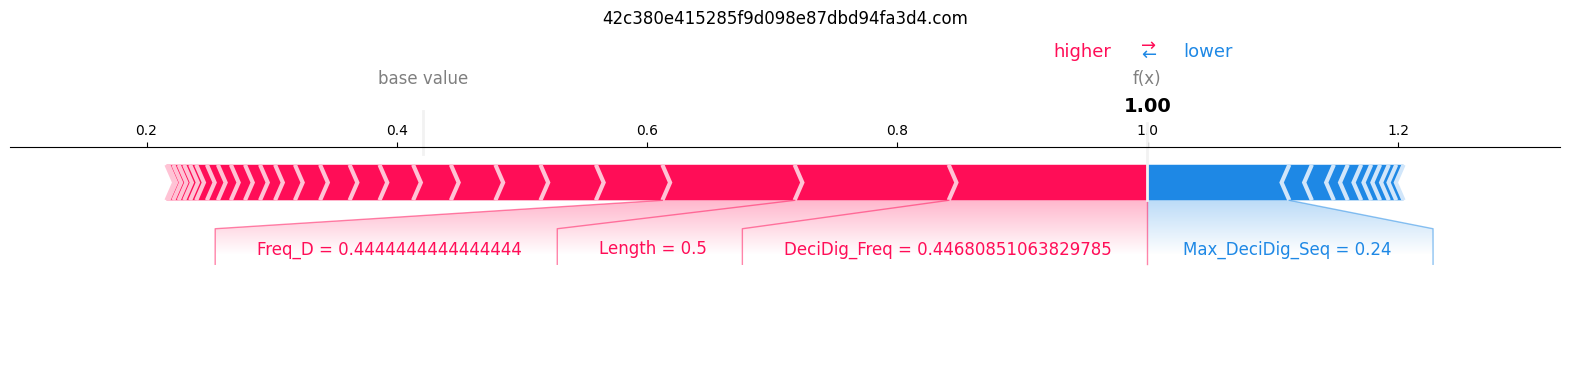 42c380e415285f9d098e87dbd94fa3d4.com
higher → ← lower
base value f(x)
1.00
0.2 0.4 0.6 0.8 1.0 1.2
Freq_D = 0.4444444444444444 Length = 0.5 DeciDig_Freq = 0.44680851063829785 Max_DeciDig_Seq = 0.24